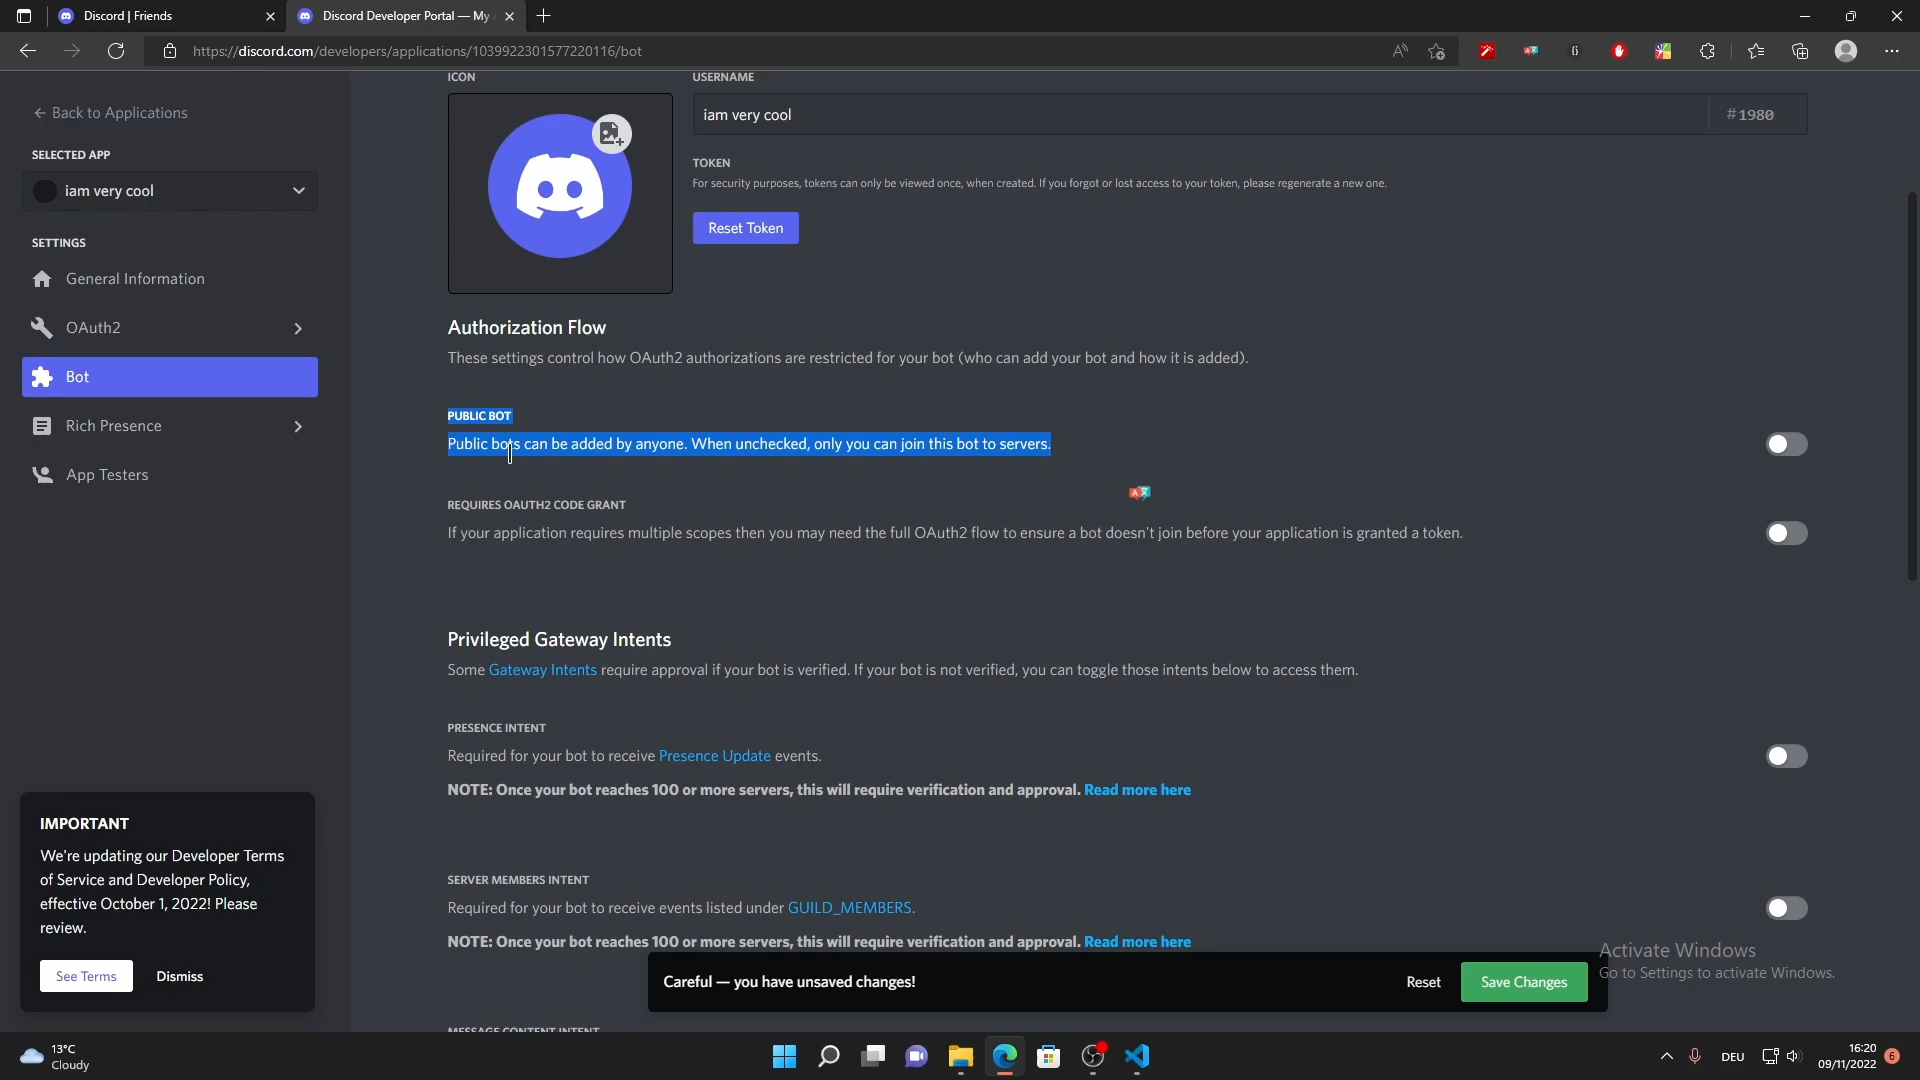 Discord | Friends
Discord Developer Portal — My
https://discord.com/developers/applications/1039922301577220116/bot
Back to Applications
SELECTED APP
iam very cool
SETTINGS
General Information
OAuth2
Bot
Rich Presence
App Testers
ICON
USERNAME
iam very cool
#1980
TOKEN
For security purposes, tokens can only be viewed once, when created. If you forgot or lost access to your token, please regenerate a new one.
Reset Token
Authorization Flow
These settings control how OAuth2 authorizations are restricted for your bot (who can add your bot and how it is added).
PUBLIC BOT
Public bots can be added by anyone. When unchecked, only you can join this bot to servers.
REQUIRES OAUTH2 CODE GRANT
If your application requires multiple scopes then you may need the full OAuth2 flow to ensure a bot doesn't join before your application is granted a token.
Privileged Gateway Intents
Some Gateway Intents require approval if your bot is verified. If your bot is not verified, you can toggle those intents below to access them.
PRESENCE INTENT
Required for your bot to receive Presence Update events.
NOTE: Once your bot reaches 100 or more servers, this will require verification and approval. Read more here
SERVER MEMBERS INTENT
Required for your bot to receive events listed under GUILD_MEMBERS.
NOTE: Once your bot reaches 100 or more servers, this will require verification and approval. Read more here
MESSAGE CONTENT INTENT
IMPORTANT
We're updating our Developer Terms
of Service and Developer Policy,
effective October 1, 2022! Please
review.
See Terms
Dismiss
Careful — you have unsaved changes!
Reset
Save Changes
Activate Windows
Go to Settings to activate Windows.
13°C
Cloudy
DEU
16:20
09/11/2022
6